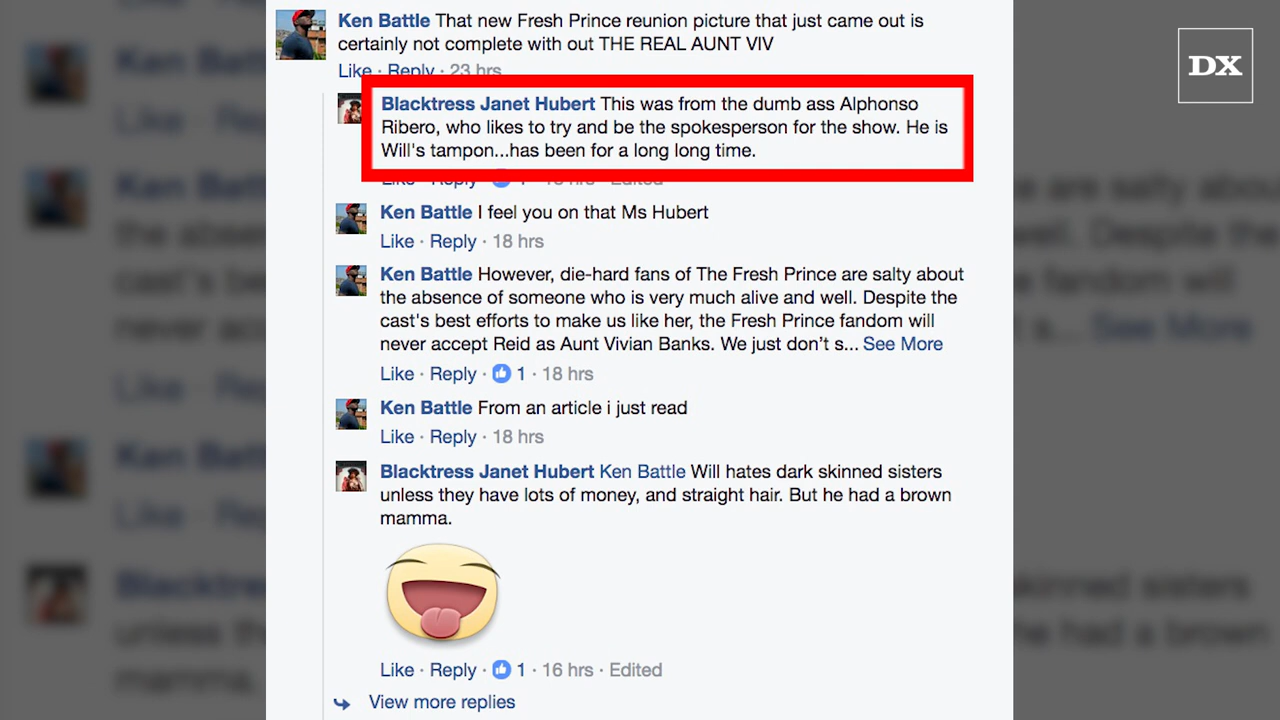 Ken Battle That new Fresh Prince reunion picture that just came out is
certainly not complete with out THE REAL AUNT VIV
Like · Reply · 23 hrs
DX
Blacktress Janet Hubert This was from the dumb ass Alphonso
Ribero, who likes to try and be the spokesperson for the show. He is
Will's tampon...has been for a long long time.
Like · Reply · 1 · 18 hrs · Edited
Ken Battle I feel you on that Ms Hubert
Like · Reply · 18 hrs
Ken Battle However, die-hard fans of The Fresh Prince are salty about
the absence of someone who is very much alive and well. Despite the
cast's best efforts to make us like her, the Fresh Prince fandom will
never accept Reid as Aunt Vivian Banks. We just don’t s... See More
Like · Reply · 1 · 18 hrs
Ken Battle From an article i just read
Like · Reply · 18 hrs
Blacktress Janet Hubert Ken Battle Will hates dark skinned sisters
unless they have lots of money, and straight hair. But he had a brown
mamma.
Like · Reply · 1 · 16 hrs · Edited
View more replies